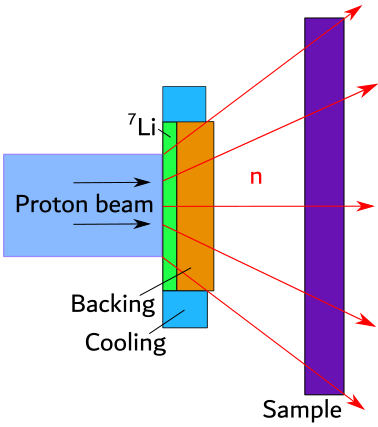 ⁷Li
n
Proton beam
Backing
Cooling
Sample